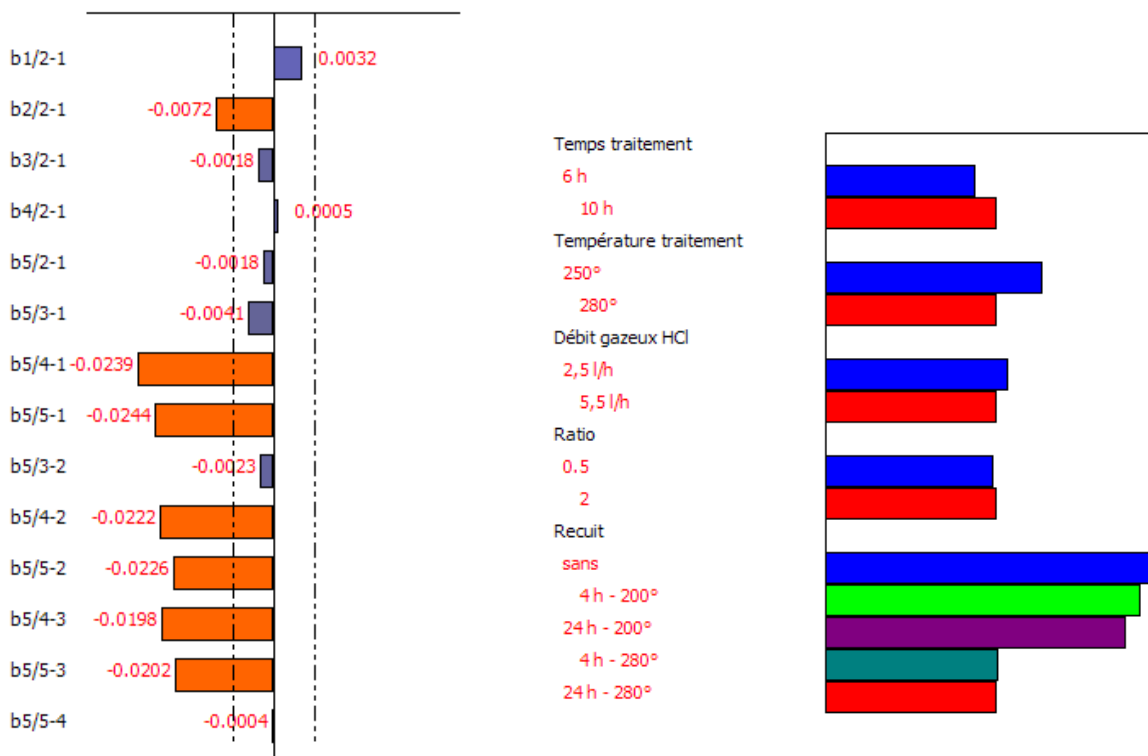 b1/2-1 0.0032
b2/2-1 -0.0072
b3/2-1 -0.0018
b4/2-1 0.0005
b5/2-1 -0.0018
b5/3-1 -0.0041
b5/4-1 -0.0239
b5/5-1 -0.0244
b5/3-2 -0.0023
b5/4-2 -0.0222
b5/5-2 -0.0226
b5/4-3 -0.0198
b5/5-3 -0.0202
b5/5-4 -0.0004
Temps traitement
6 h
10 h
Température traitement
250°
280°
Débit gazeux HCl
2,5 l/h
5,5 l/h
Ratio
0.5
2
Recuit
sans
4 h - 200°
24 h - 200°
4 h - 280°
24 h - 280°